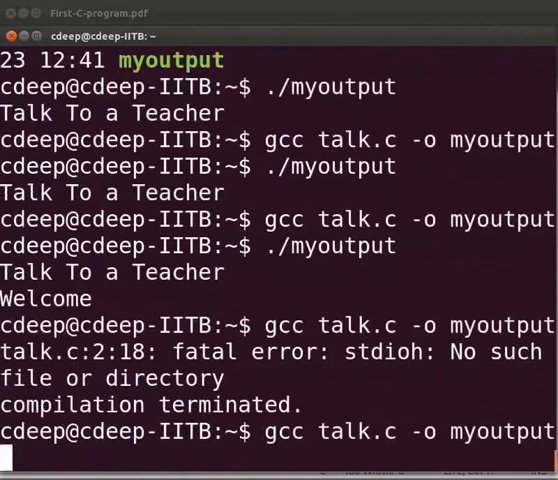 First-C-program.pdf
cdeep@cdeep-IITB: ~
23 12:41 myoutput
cdeep@cdeep-IITB:~$ ./myoutput
Talk To a Teacher
cdeep@cdeep-IITB:~$ gcc talk.c -o myoutput
cdeep@cdeep-IITB:~$ ./myoutput
Talk To a Teacher
cdeep@cdeep-IITB:~$ gcc talk.c -o myoutput
cdeep@cdeep-IITB:~$ ./myoutput
Talk To a Teacher
Welcome
cdeep@cdeep-IITB:~$ gcc talk.c -o myoutput
talk.c:2:18: fatal error: stdioh: No such
file or directory
compilation terminated.
cdeep@cdeep-IITB:~$ gcc talk.c -o myoutput